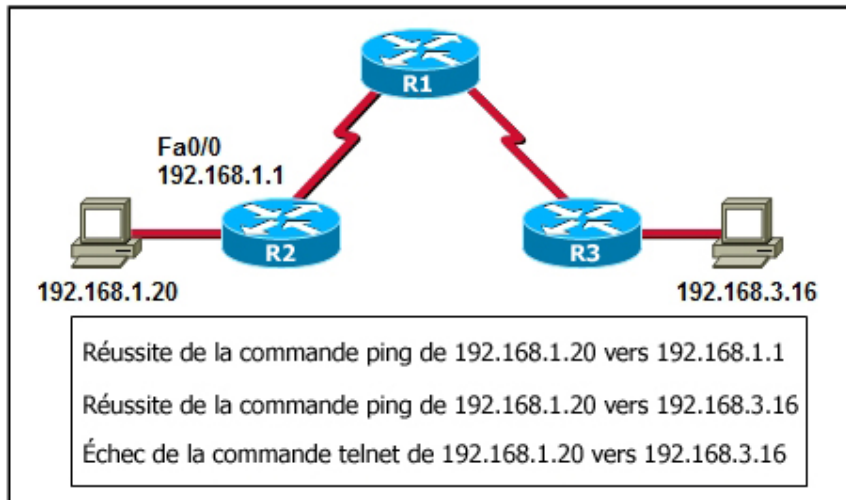 R1
Fa0/0
192.168.1.1
R2
R3
192.168.1.20
192.168.3.16
Réussite de la commande ping de 192.168.1.20 vers 192.168.1.1
Réussite de la commande ping de 192.168.1.20 vers 192.168.3.16
Échec de la commande telnet de 192.168.1.20 vers 192.168.3.16